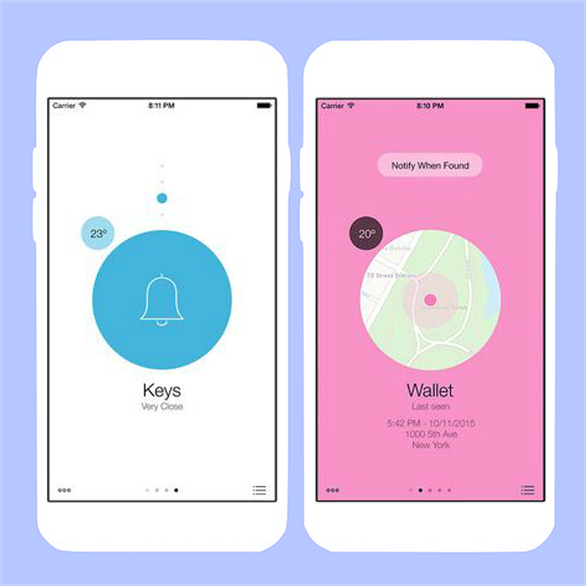 Carrier
8:11 PM
23°
Keys
Very Close
Carrier
8:10 PM
Notify When Found
20°
72 Street Station
Wallet
Last seen
5:42 PM - 10/11/2015
1000 5th Ave
New York